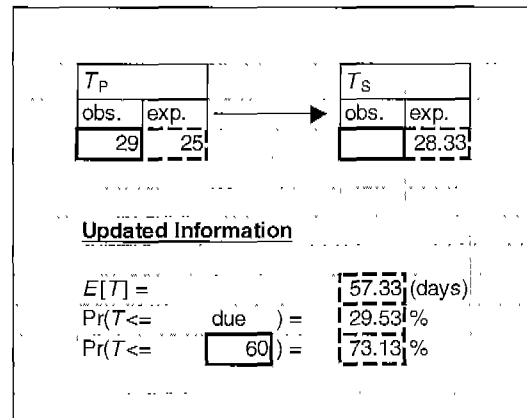 T_P T_S
obs. exp. obs. exp.
29 25 28.33
Updated Information
E[T] = 57.33 (days)
Pr(T<= due ) = 29.53 %
Pr(T<= 60 ) = 73.13 %